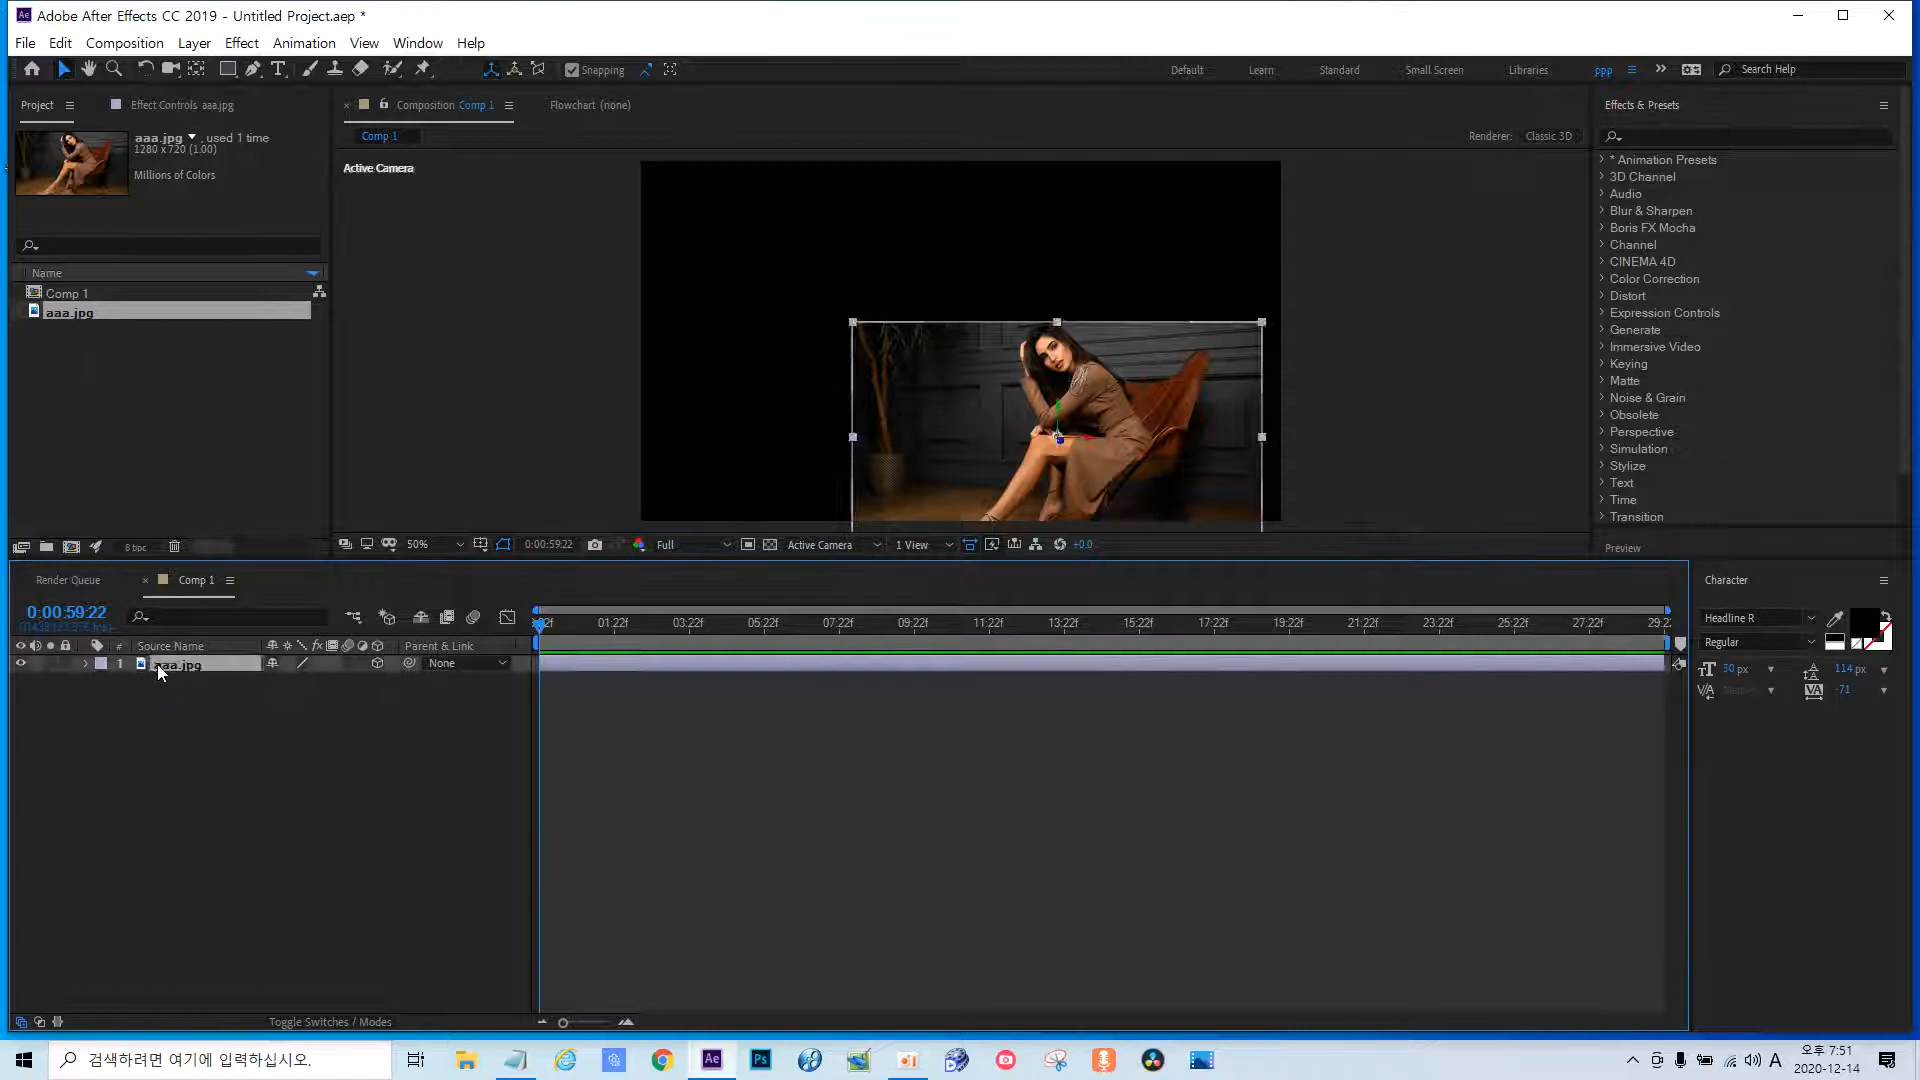 Adobe After Effects CC 2019 - Untitled Project.aep *
File Edit Composition Layer Effect Animation View Window Help
Snapping
Default Learn Standard Small Screen Libraries ppp Search Help
Project Effect Controls aaa.jpg
Composition Comp 1 Flowchart (none)
Effects & Presets
aaa.jpg , used 1 time
1280 x 720 (1.00)
Millions of Colors
Comp 1
Renderer: Classic 3D
Active Camera
* Animation Presets
3D Channel
Audio
Blur & Sharpen
Boris FX Mocha
Channel
CINEMA 4D
Color Correction
Distort
Expression Controls
Generate
Immersive Video
Keying
Matte
Noise & Grain
Obsolete
Perspective
Simulation
Stylize
Text
Time
Transition
Name
Comp 1
aaa.jpg
8 bpc
50% 0:00:59:22 Full Active Camera 1 View +0.0
Preview
Render Queue Comp 1
Character
0:00:59:22
01:22f 03:22f 05:22f 07:22f 09:22f 11:22f 13:22f 15:22f 17:22f 19:22f 21:22f 23:22f 25:22f 27:22f 29:22
# Source Name Parent & Link
1 aaa.jpg None
Headline R
Regular
30 px 114 px
-71
Toggle Switches / Modes
검색하려면 여기에 입력하십시오.
Ae Ps
A
오후 7:51
2020-12-14